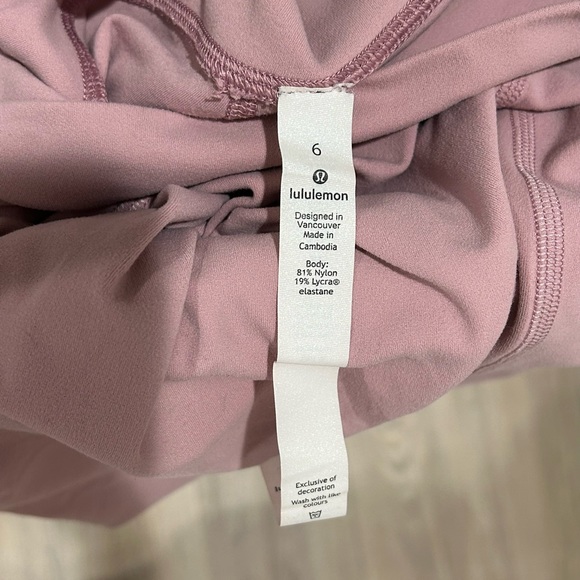 6
lululemon
Designed in
Vancouver
Made in
Cambodia
Body:
81% Nylon
19% Lycra®
elastane
Exclusive of
decoration
Wash with like
colours